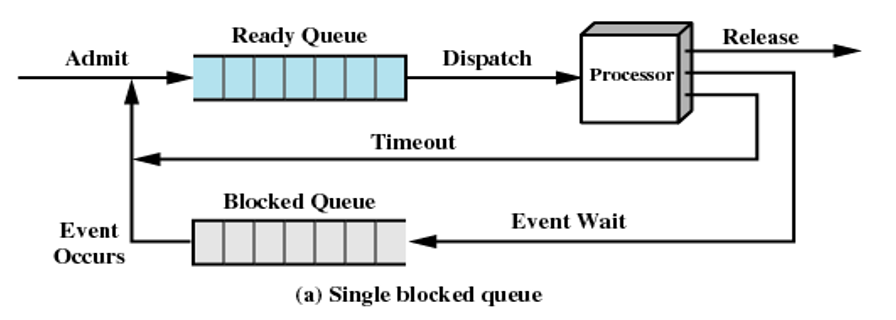 Ready Queue
Release
Admit
Dispatch
Processor
Timeout
Blocked Queue
Event Wait
Event
Occurs
(a) Single blocked queue